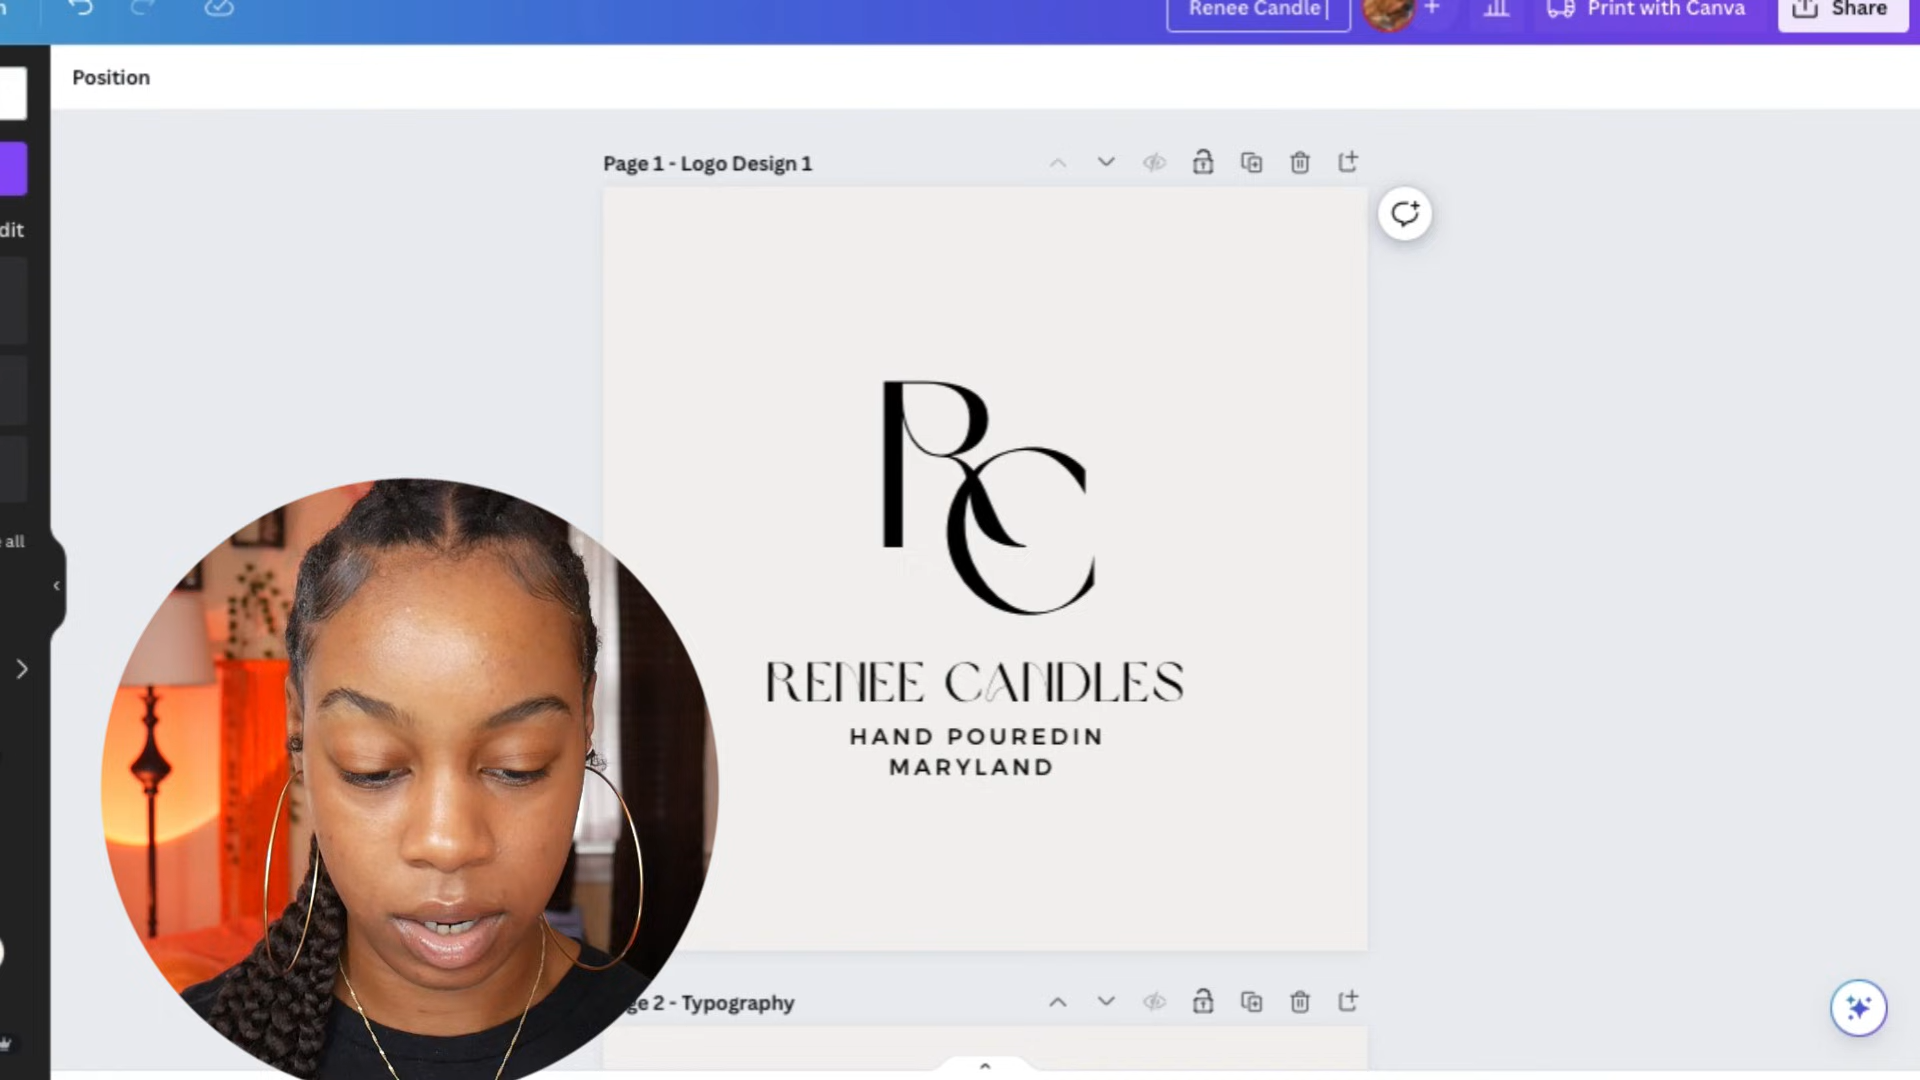 Renee Candle
Print with Canva
Share
Position
dit
all
Page 1 - Logo Design 1
RC
RENEE CANDLES
HAND POUREDIN
MARYLAND
ge 2 - Typography